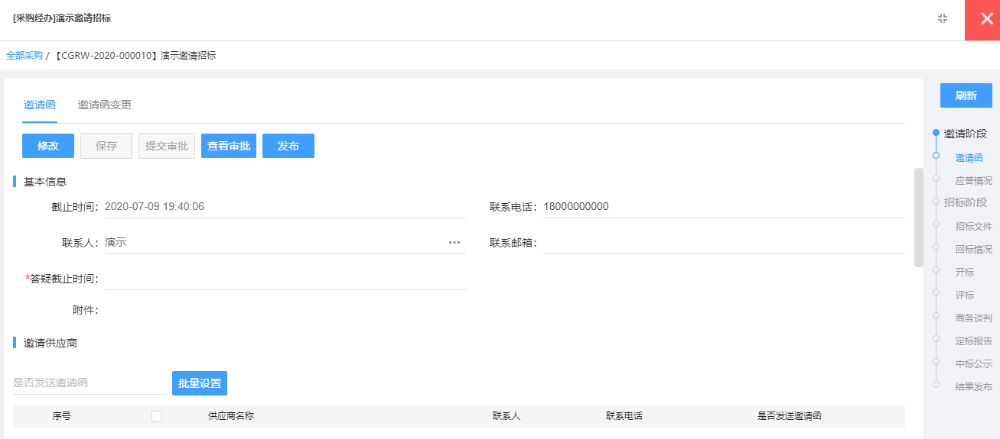 [采购经办]演示邀请招标
全部采购 / 【CGRW-2020-000010】演示邀请招标
邀请函 邀请函变更
修改 保存 提交审批 查看审批 发布
基本信息
截止时间: 2020-07-09 19:40:06 联系电话: 18000000000
联系人: 演示 ··· 联系邮箱:
*答疑截止时间:
附件:
邀请供应商
是否发送邀请函 批量设置
序号 供应商名称 联系人 联系电话 是否发送邀请函
刷新
邀请阶段
邀请函
应答情况
招标阶段
招标文件
回标情况
开标
评标
商务谈判
定标报告
中标公示
结果发布